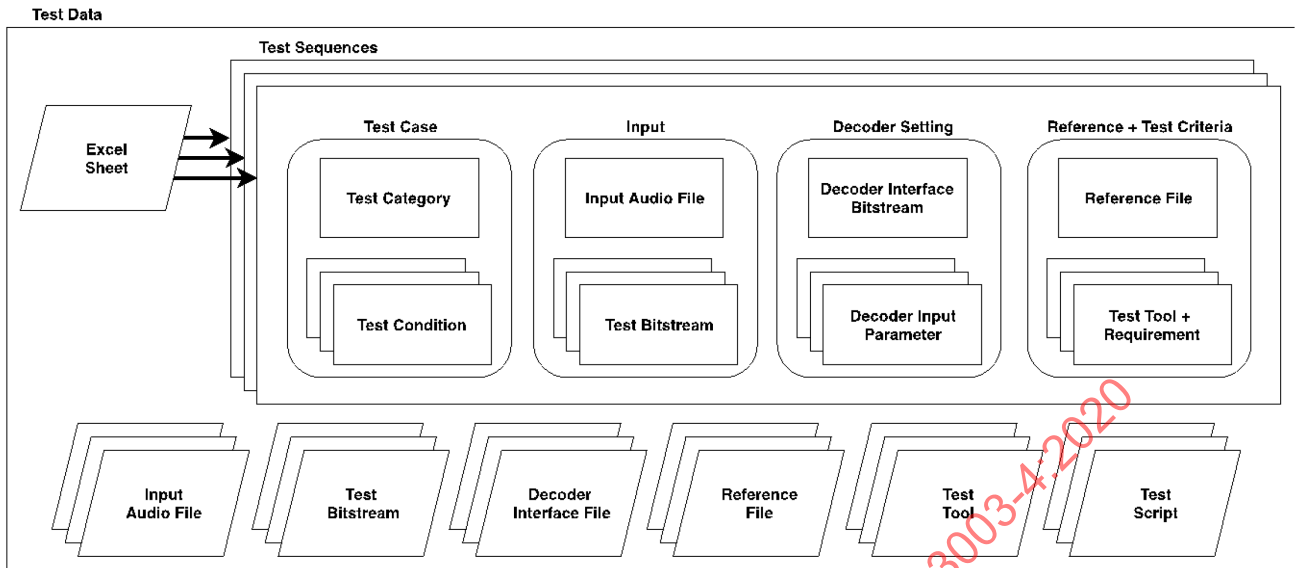 Test Data
Test Sequences
Excel
Sheet
Test Case
Input
Decoder Setting
Reference + Test Criteria
Test Category
Input Audio File
Decoder Interface
Bitstream
Reference File
Test Condition
Test Bitstream
Decoder Input
Parameter
Test Tool +
Requirement
Input
Audio File
Test
Bitstream
Decoder
Interface File
Reference
File
Test
Tool
Test
Script
3003-4:2020